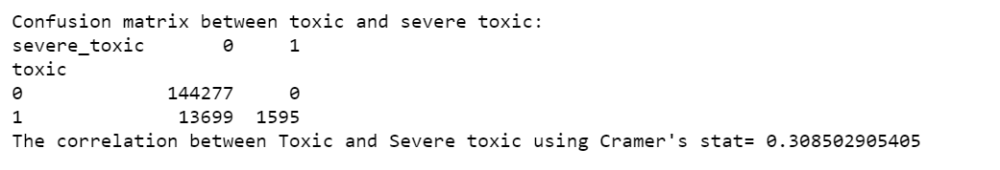 Confusion matrix between toxic and severe toxic:
severe_toxic 0 1
toxic
0 144277 0
1 13699 1595
The correlation between Toxic and Severe toxic using Cramer's stat= 0.308502905405